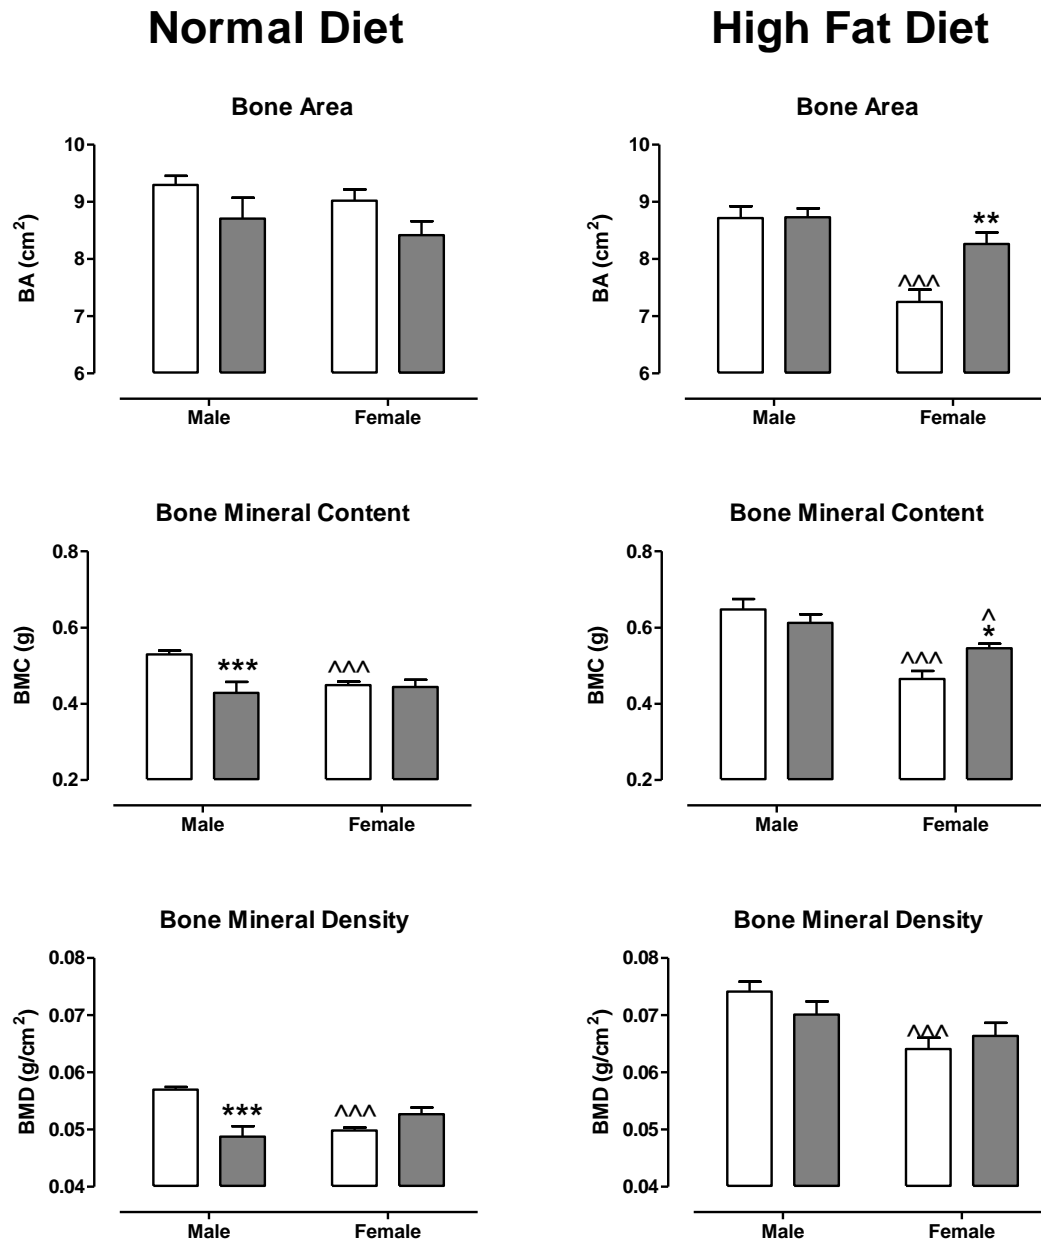 Normal Diet
High Fat Diet
Bone Area
10
9
8
7
6
BA (cm²)
***
Male
Female
Bone Area
10
9
8
7
6
BA (cm²)
^^^
**
Male
Female
Bone Mineral Content
0.8
0.6
0.4
0.2
BMC (g)
***
^^^
Male
Female
Bone Mineral Content
0.8
0.6
0.4
0.2
BMC (g)
^^^
^
*
Male
Female
Bone Mineral Density
0.08
0.07
0.06
0.05
0.04
BMD (g/cm²)
***
^^^
Male
Female
Bone Mineral Density
0.08
0.07
0.06
0.05
0.04
BMD (g/cm²)
^^^
Male
Female